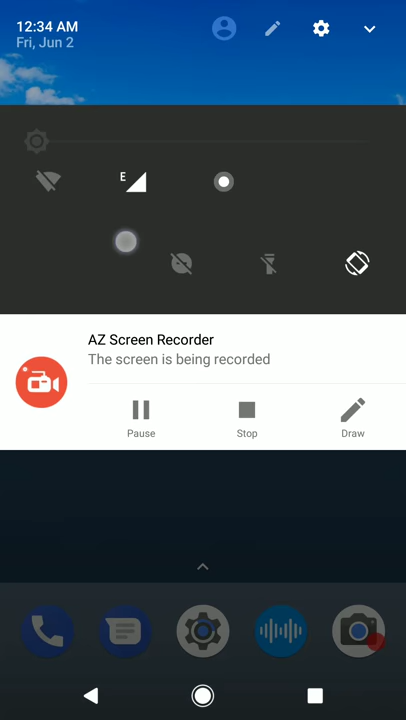 12:34 AM
Fri, Jun 2
E
AZ Screen Recorder
The screen is being recorded
Pause
Stop
Draw